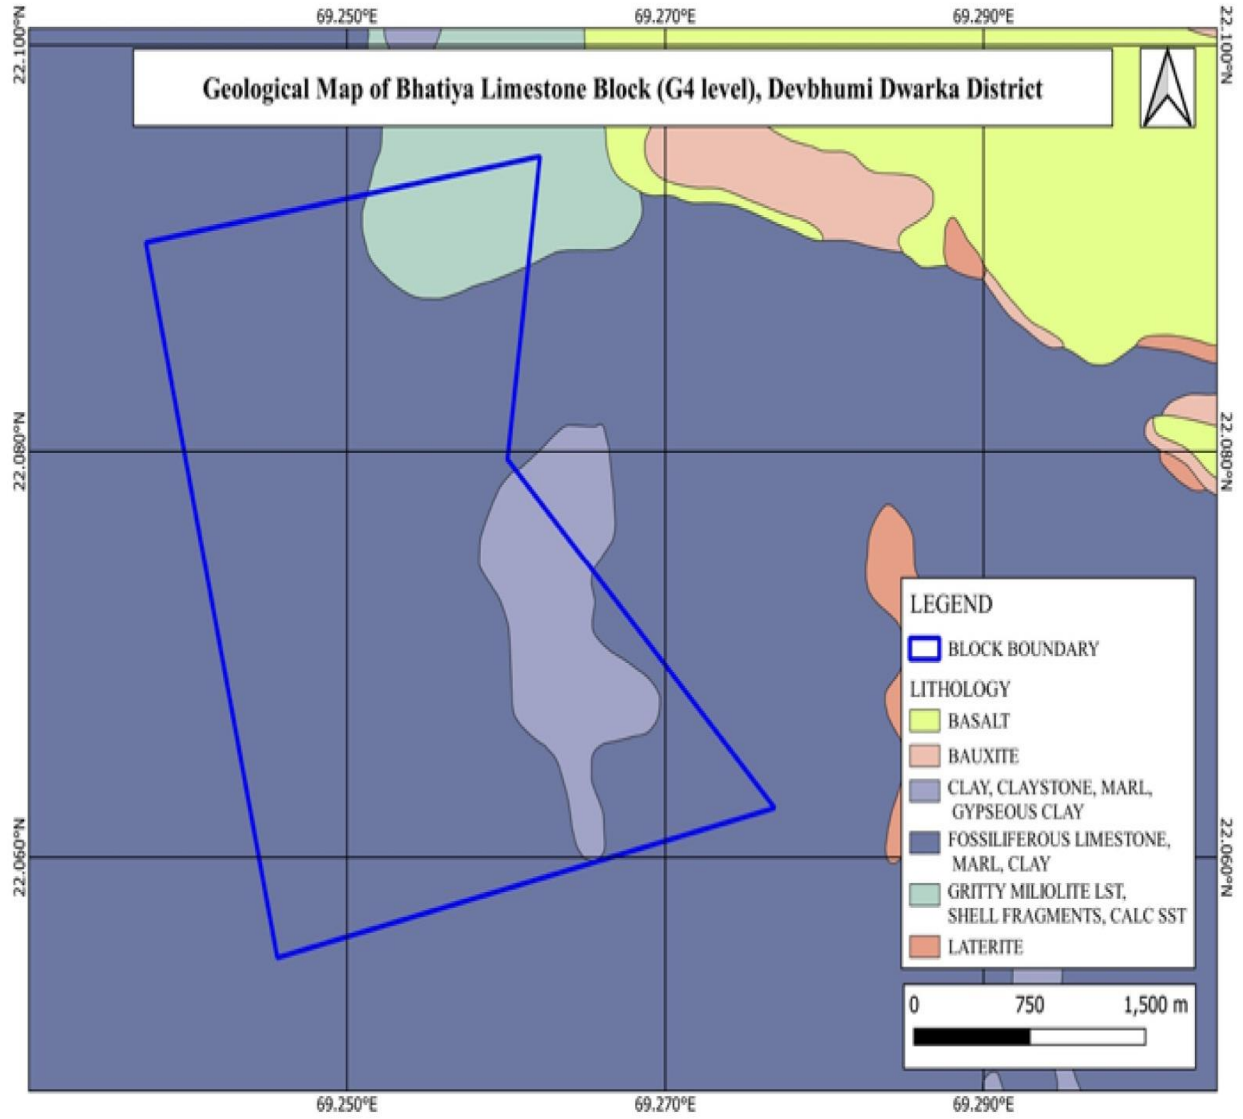 69.250°E 69.270°E 69.290°E
22.100°N 22.100°N
Geological Map of Bhatiya Limestone Block (G4 level), Devbhumi Dwarka District
22.080°N 22.080°N
LEGEND
BLOCK BOUNDARY
LITHOLOGY
BASALT
BAUXITE
CLAY, CLAYSTONE, MARL,
GYPSEOUS CLAY
FOSSILIFEROUS LIMESTONE,
MARL, CLAY
GRITTY MILIOLITE LST,
SHELL FRAGMENTS, CALC SST
LATERITE
22.060°N 22.060°N
0 750 1,500 m
69.250°E 69.270°E 69.290°E